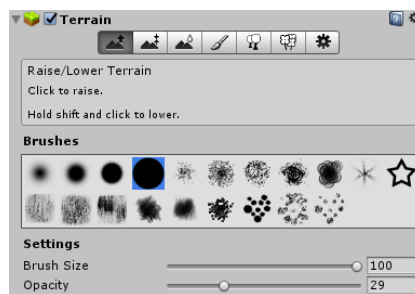 Terrain
Raise/Lower Terrain
Click to raise.
Hold shift and click to lower.
Brushes
Settings
Brush Size 100
Opacity 29